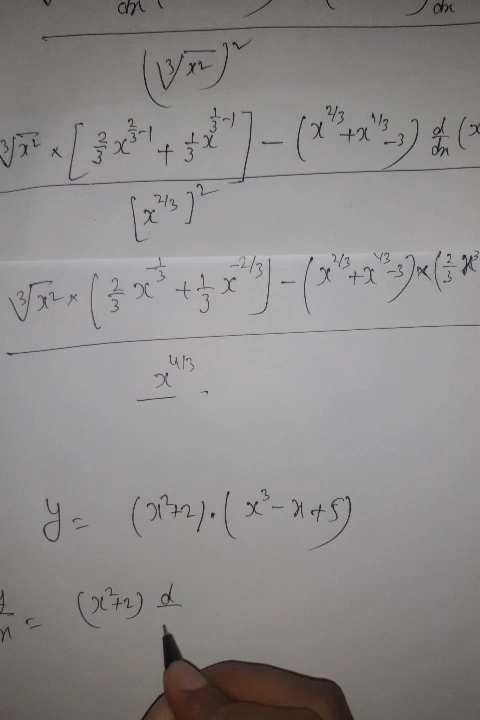 dx dx
(∛x²)²
∛x² × [2/3 x^(2/3-1) + 1/3 x^(1/3-1)] − (x^(2/3) + x^(1/3) -3) d/dx (x
[x^(2/3)]²
∛x² × (2/3 x^(1/3) + 1/3 x^(-2/3)] − (x^(2/3) + x^(1/3) -3) × (2/3 x
x^(4/3)
y = (x²+2).(x³ - x + 5)
y/x = (x²+2) d